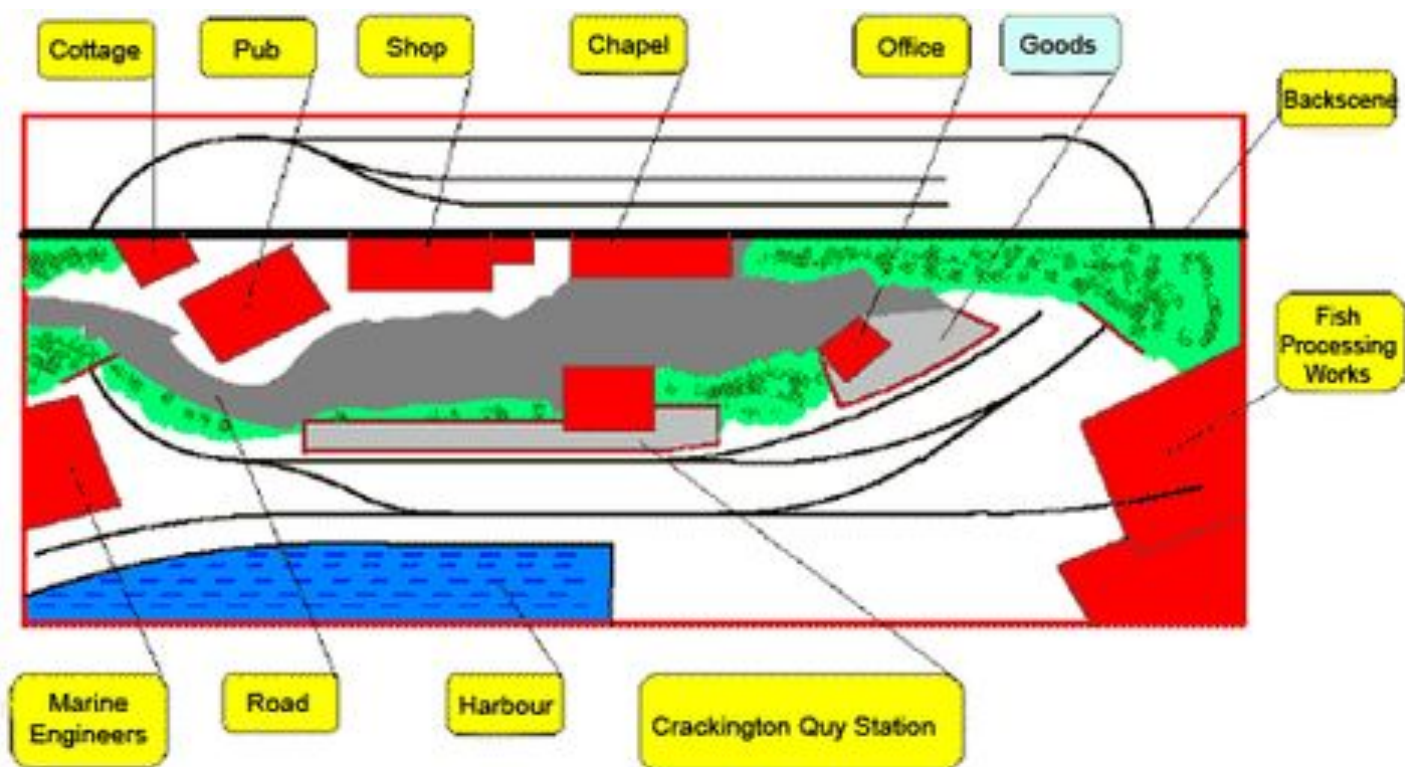 Cottage
Pub
Shop
Chapel
Office
Goods
Backscene
Fish
Processing
Works
Marine
Engineers
Road
Harbour
Crackington Quy Station